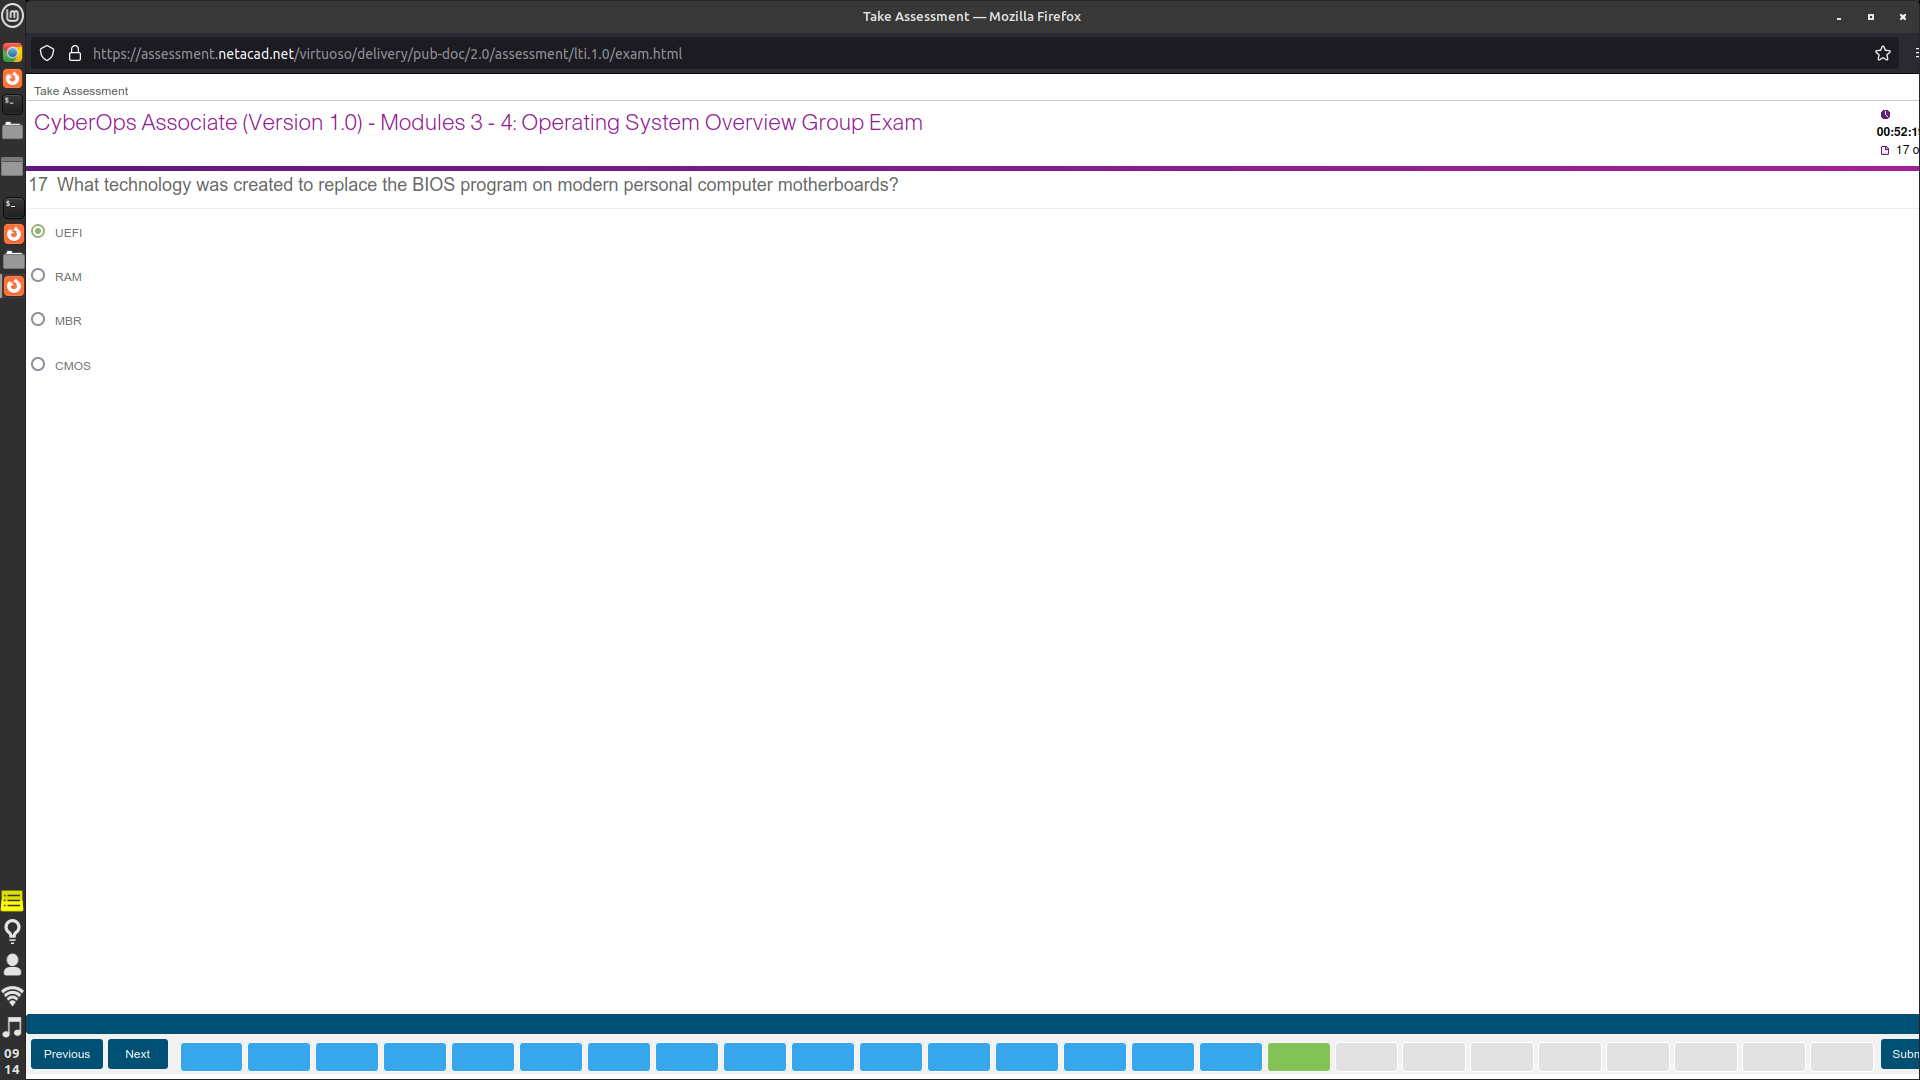 Take Assessment — Mozilla Firefox
https://assessment.netacad.net/virtuoso/delivery/pub-doc/2.0/assessment/lti.1.0/exam.html
Take Assessment
CyberOps Associate (Version 1.0) - Modules 3 - 4: Operating System Overview Group Exam
00:52:1
17 o
17 What technology was created to replace the BIOS program on modern personal computer motherboards?
UEFI
RAM
MBR
CMOS
Previous
Next
Subm
09
14